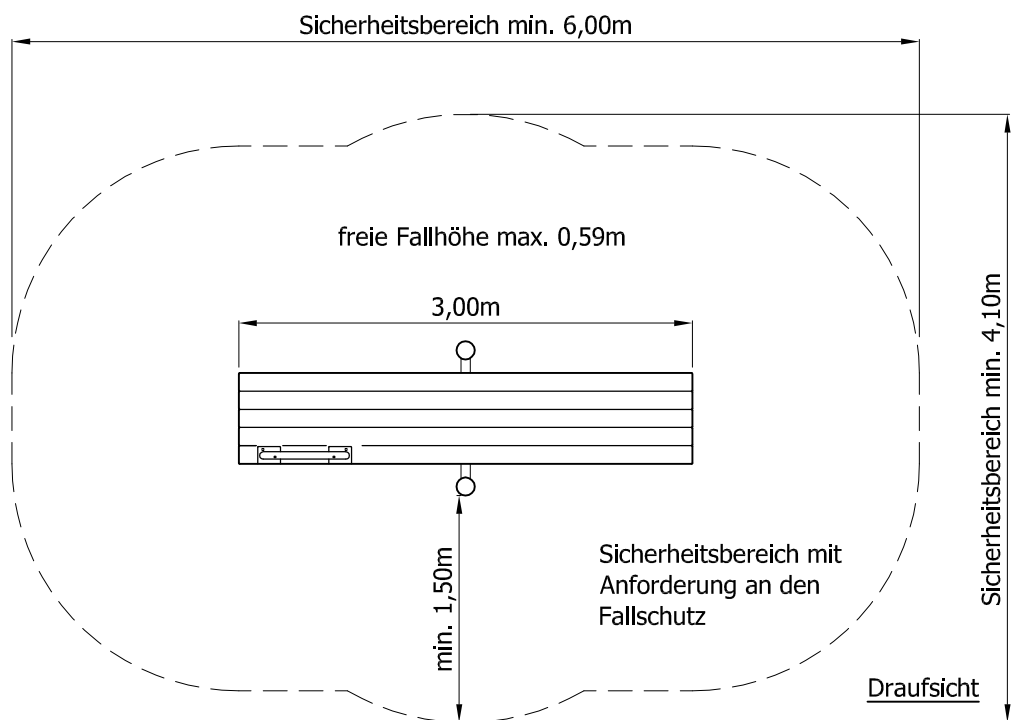 Sicherheitsbereich min. 6,00m
freie Fallhöhe max. 0,59m
3,00m
Sicherheitsbereich min. 4,10m
min. 1,50m
Sicherheitsbereich mit
Anforderung an den
Fallschutz
Draufsicht